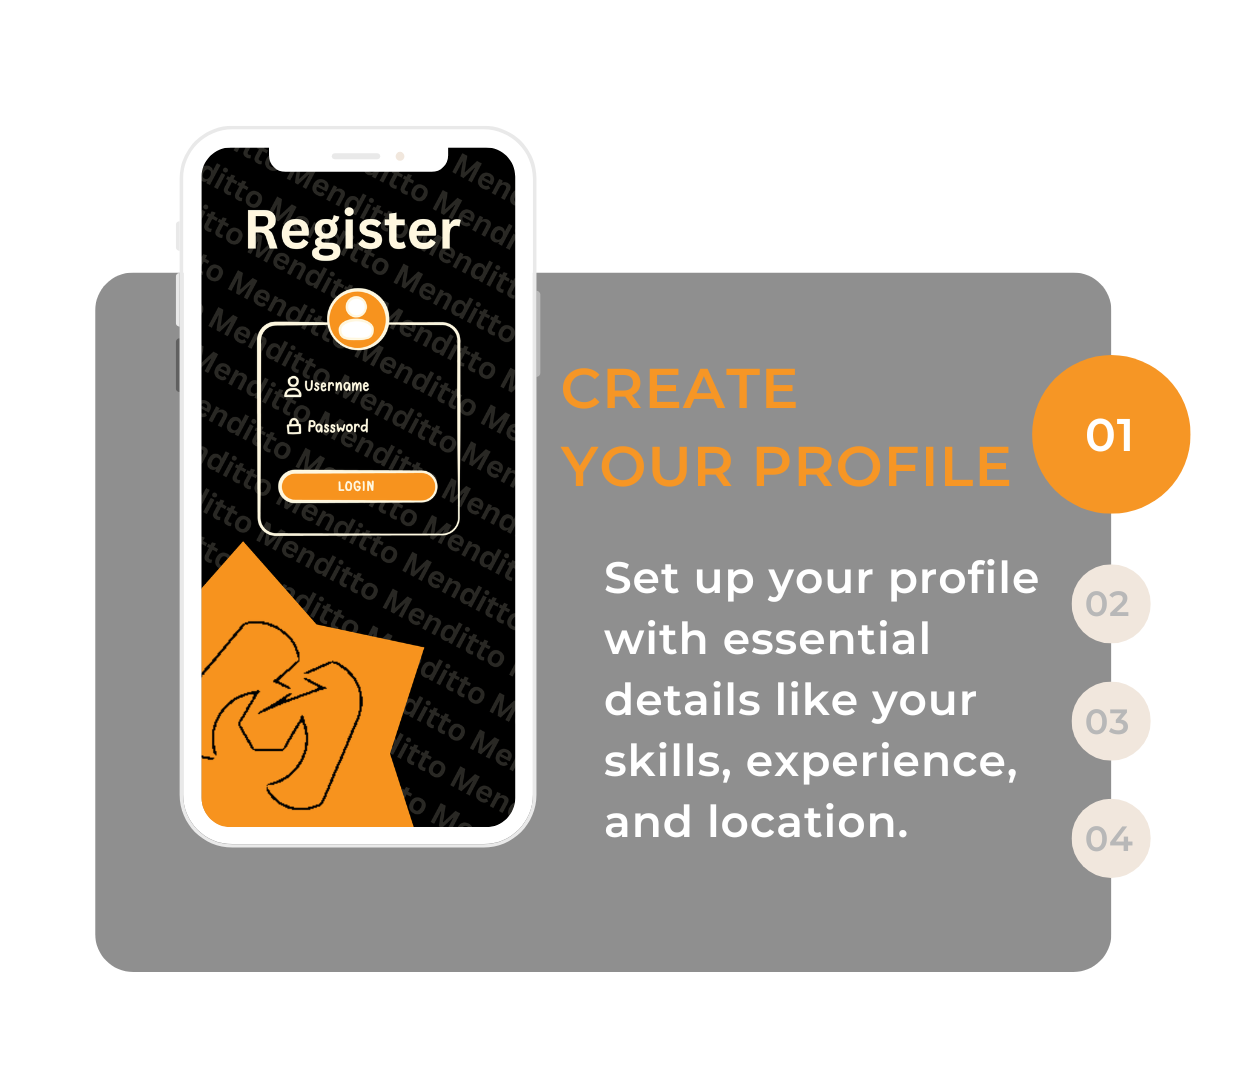 Register
Username
Password
LOGIN
CREATE
YOUR PROFILE
Set up your profile
with essential
details like your
skills, experience,
and location.
01
02
03
04
Menditto